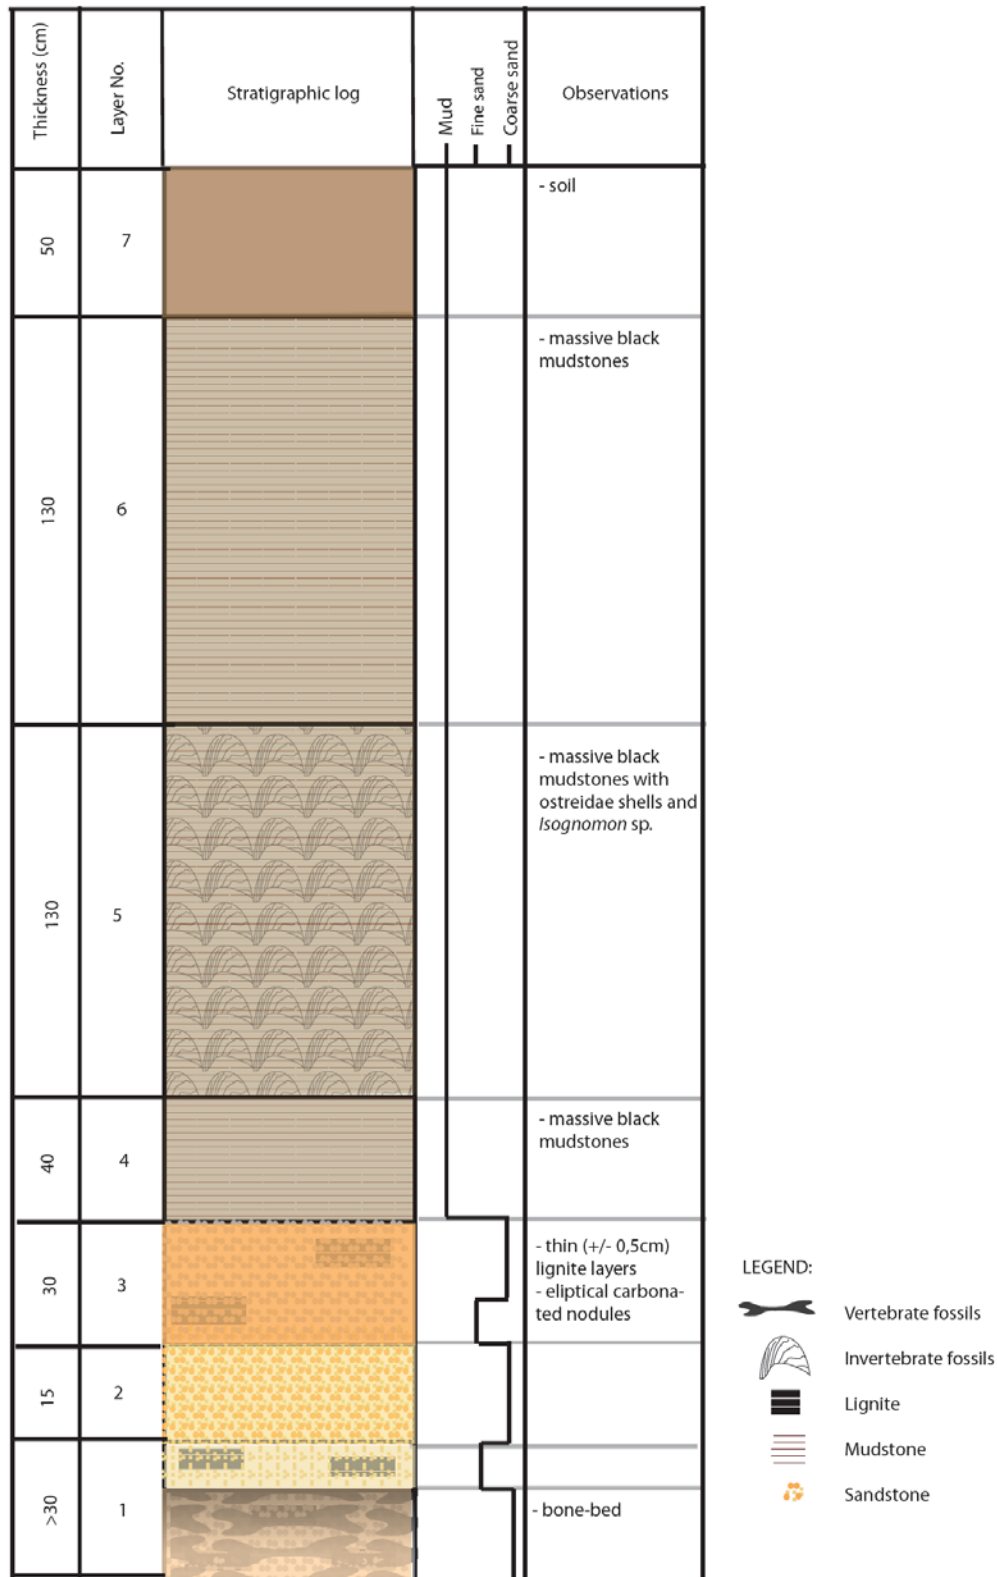 Thickness (cm)
Layer No.
Stratigraphic log
Mud
Fine sand
Coarse sand
Observations
50
7
- soil
130
6
- massive black
mudstones
130
5
- massive black
mudstones with
ostreidae shells and
Isognomon sp.
40
4
- massive black
mudstones
30
3
- thin (+/- 0,5cm)
lignite layers
- eliptical carbona-
ted nodules
15
2
>30
1
- bone-bed
LEGEND:
Vertebrate fossils
Invertebrate fossils
Lignite
Mudstone
Sandstone